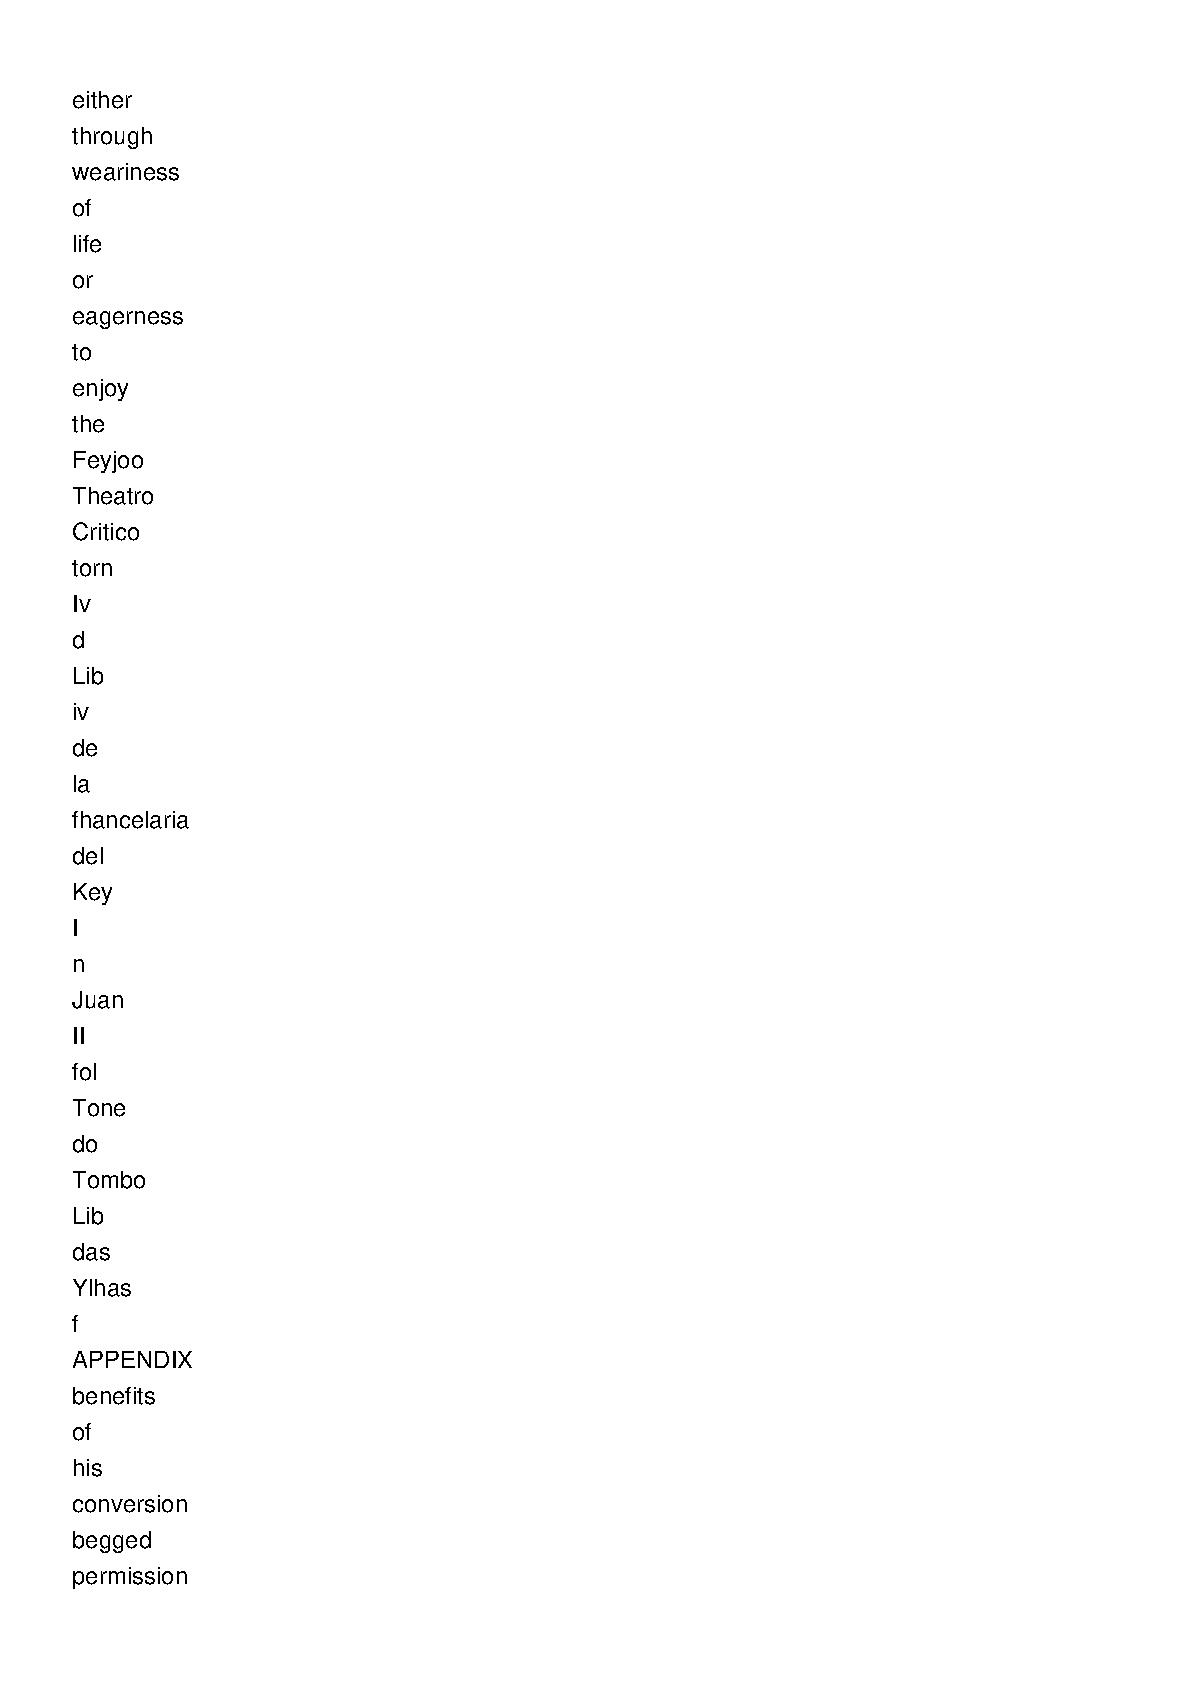 either
through
weariness
of
life
or
eagerness
to
enjoy
the
Feyjoo
Theatro
Critico
torn
Iv
d
Lib
iv
de
la
fhancelaria
del
Key
I
n
Juan
II
fol
Tone
do
Tombo
Lib
das
Ylhas
f
APPENDIX
benefits
of
his
conversion
begged
permission